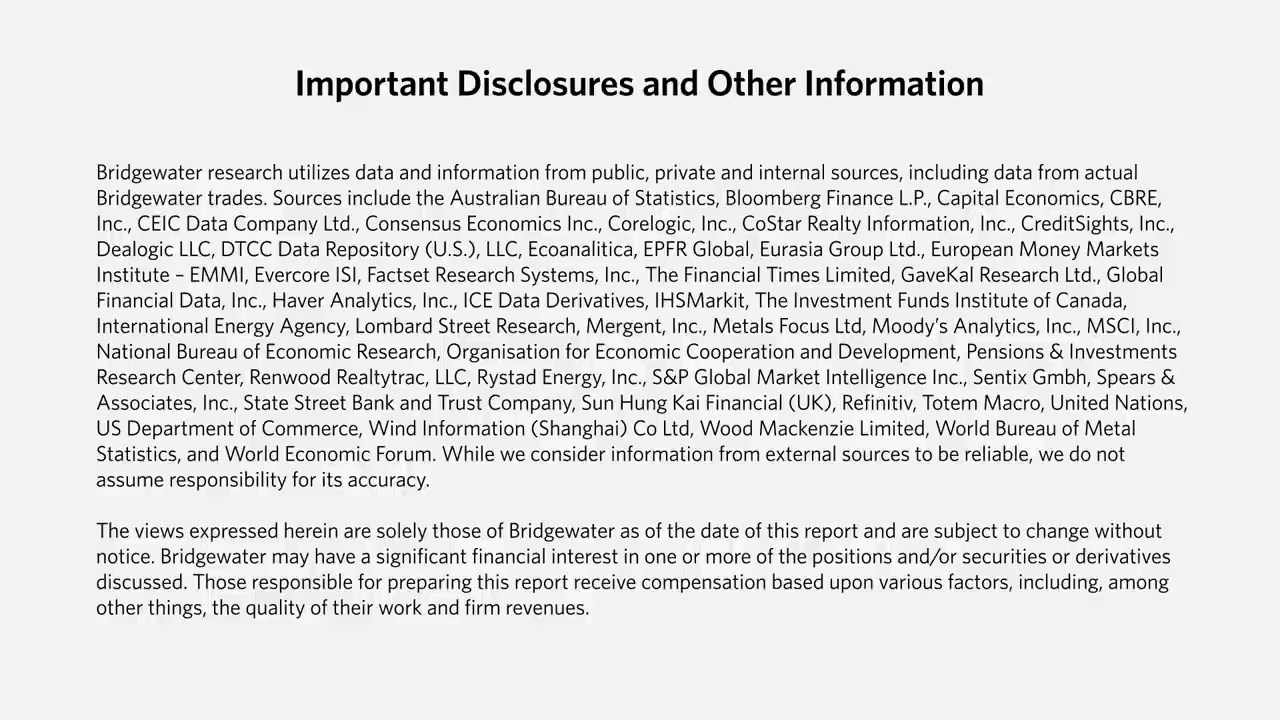 Important Disclosures and Other Information
Bridgewater research utilizes data and information from public, private and internal sources, including data from actual
Bridgewater trades. Sources include the Australian Bureau of Statistics, Bloomberg Finance L.P., Capital Economics, CBRE,
Inc., CEIC Data Company Ltd., Consensus Economics Inc., Corelogic, Inc., CoStar Realty Information, Inc., CreditSights, Inc.,
Dealogic LLC, DTCC Data Repository (U.S.), LLC, Ecoanalitica, EPFR Global, Eurasia Group Ltd., European Money Markets
Institute – EMMI, Evercore ISI, Factset Research Systems, Inc., The Financial Times Limited, GaveKal Research Ltd., Global
Financial Data, Inc., Haver Analytics, Inc., ICE Data Derivatives, IHSMarkit, The Investment Funds Institute of Canada,
International Energy Agency, Lombard Street Research, Mergent, Inc., Metals Focus Ltd, Moody’s Analytics, Inc., MSCI, Inc.,
National Bureau of Economic Research, Organisation for Economic Cooperation and Development, Pensions & Investments
Research Center, Renwood Realtytrac, LLC, Rystad Energy, Inc., S&P Global Market Intelligence Inc., Sentix Gmbh, Spears &
Associates, Inc., State Street Bank and Trust Company, Sun Hung Kai Financial (UK), Refinitiv, Totem Macro, United Nations,
US Department of Commerce, Wind Information (Shanghai) Co Ltd, Wood Mackenzie Limited, World Bureau of Metal
Statistics, and World Economic Forum. While we consider information from external sources to be reliable, we do not
assume responsibility for its accuracy.
The views expressed herein are solely those of Bridgewater as of the date of this report and are subject to change without
notice. Bridgewater may have a significant financial interest in one or more of the positions and/or securities or derivatives
discussed. Those responsible for preparing this report receive compensation based upon various factors, including, among
other things, the quality of their work and firm revenues.